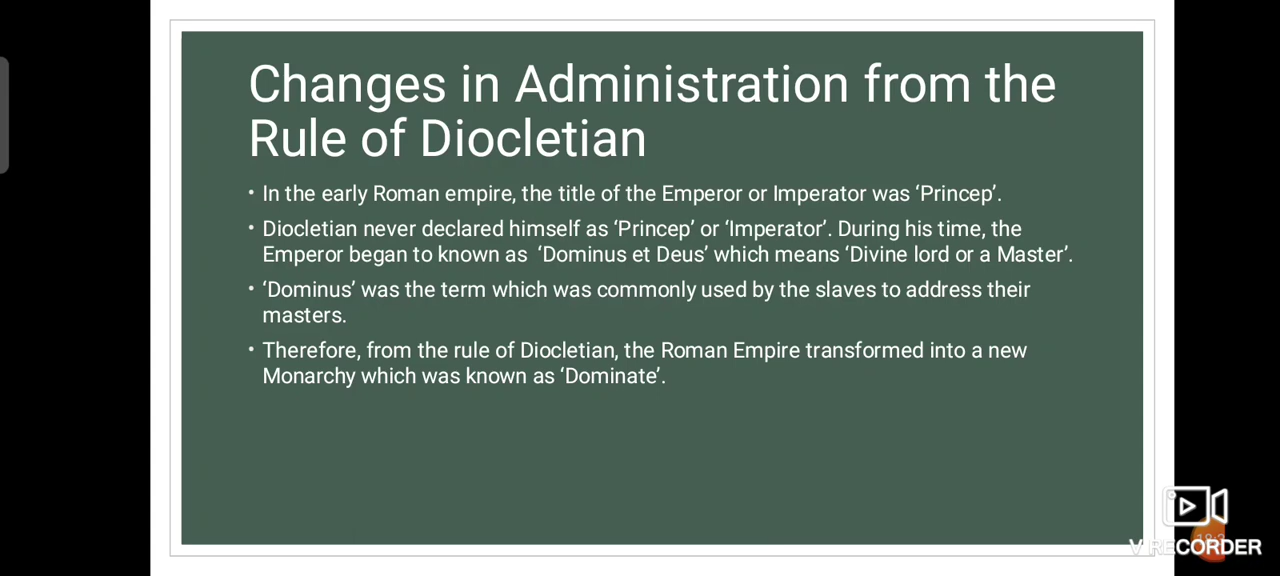 Changes in Administration from the
Rule of Diocletian
• In the early Roman empire, the title of the Emperor or Imperator was ‘Princep’.
• Diocletian never declared himself as ‘Princep’ or ‘Imperator’. During his time, the
Emperor began to known as ‘Dominus et Deus’ which means ‘Divine lord or a Master’.
• ‘Dominus’ was the term which was commonly used by the slaves to address their
masters.
• Therefore, from the rule of Diocletian, the Roman Empire transformed into a new
Monarchy which was known as ‘Dominate’.
V RECORDER